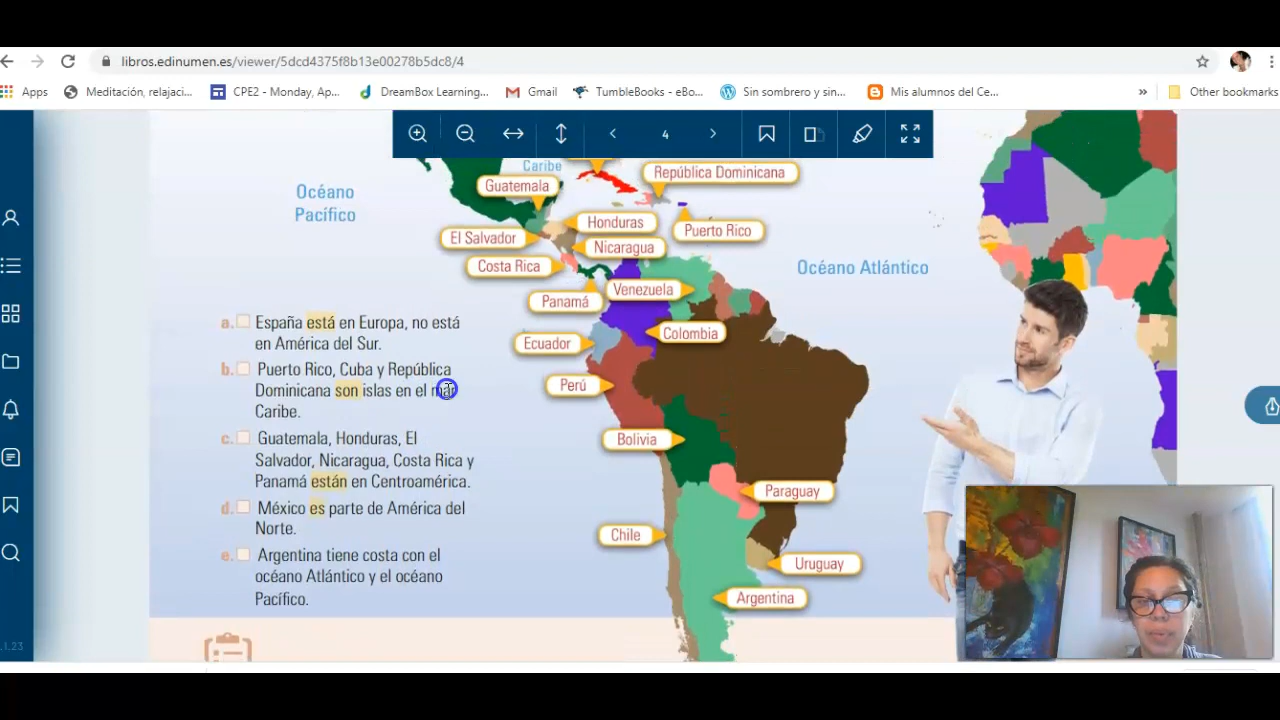 libros.edinumen.es/viewer/5dcd4375f8b13e00278b5dc8/4
Apps
Meditación, relajaci...
CPE2 - Monday, Ap...
DreamBox Learning...
Gmail
TumbleBooks - eBo...
Sin sombrero y sin...
Mis alumnos del Ce...
»
Other bookmarks
4
Caribe
República Dominicana
Océano
Pacífico
Guatemala
Honduras
Puerto Rico
El Salvador
Nicaragua
Costa Rica
Océano Atlántico
Venezuela
Panamá
Colombia
Ecuador
Perú
Bolivia
Paraguay
Chile
Uruguay
Argentina
a. España está en Europa, no está
en América del Sur.
b. Puerto Rico, Cuba y República
Dominicana son islas en el mar
Caribe.
c. Guatemala, Honduras, El
Salvador, Nicaragua, Costa Rica y
Panamá están en Centroamérica.
d. México es parte de América del
Norte.
e. Argentina tiene costa con el
océano Atlántico y el océano
Pacífico.